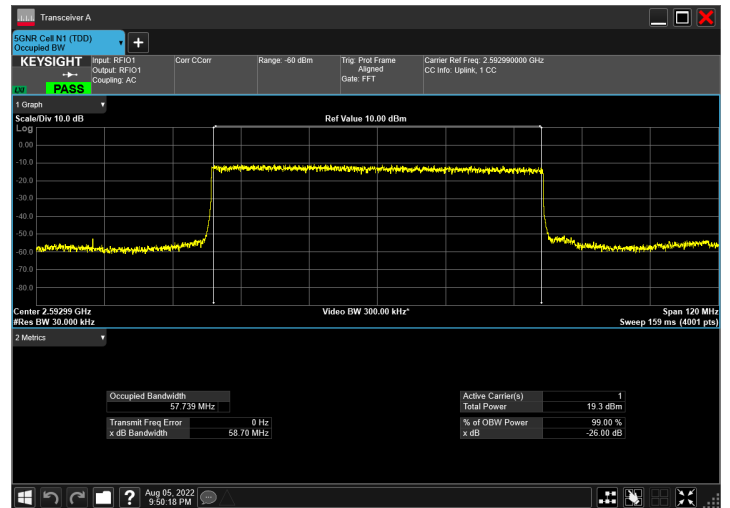 Transceiver A
5GNR Cell N1 (TDD)
Occupied BW
KEYSIGHT
Input: RFIO1
Output: RFIO1
Coupling: AC
Corr CCorr
Range: -60 dBm
Trig: Prot Frame
Aligned
Gate: FFT
Carrier Ref Freq: 2.592990000 GHz
CC Info: Uplink, 1 CC
LXI
PASS
1 Graph
Scale/Div 10.0 dB
Ref Value 10.00 dBm
Log
0.00
-10.0
-20.0
-30.0
-40.0
-50.0
-60.0
-70.0
-80.0
Center 2.59299 GHz
Video BW 300.00 kHz*
Span 120 MHz
#Res BW 30.000 kHz
Sweep 159 ms (4001 pts)
2 Metrics
Occupied Bandwidth
57.739 MHz
Active Carrier(s) 1
Total Power 19.3 dBm
Transmit Freq Error 0 Hz
x dB Bandwidth 58.70 MHz
% of OBW Power 99.00 %
x dB -26.00 dB
Aug 05, 2022
9:50:18 PM